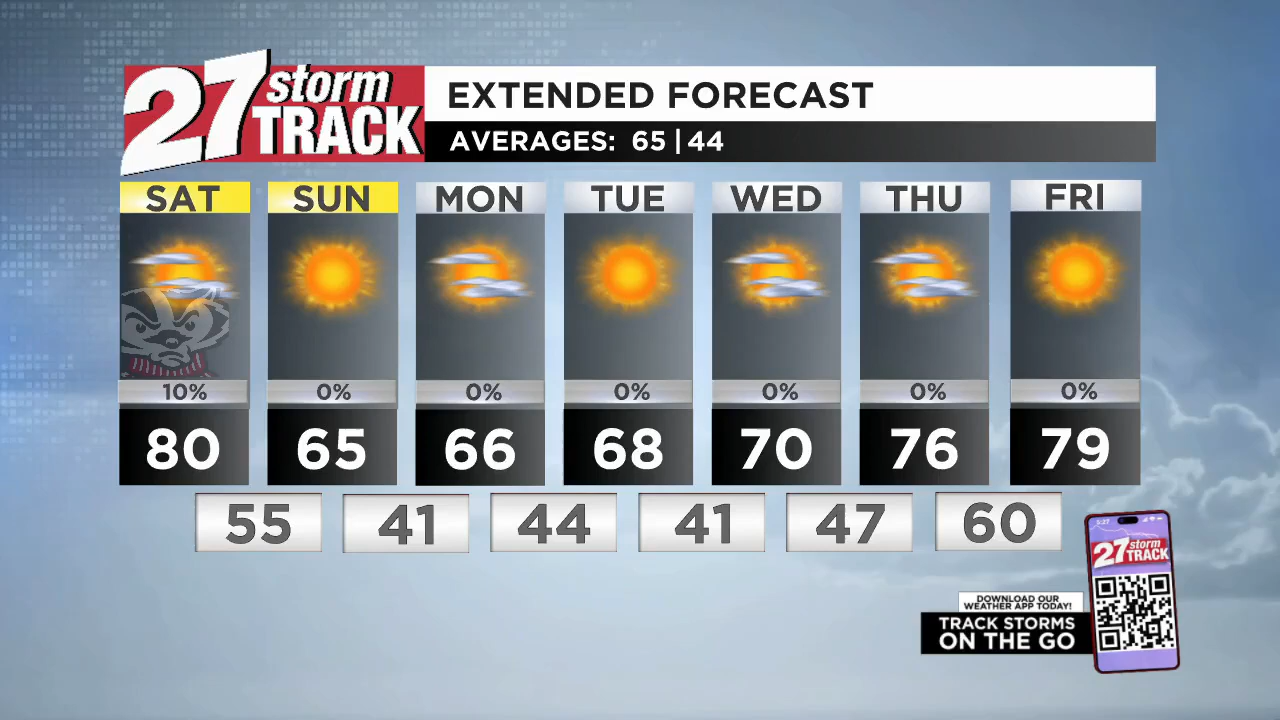 27 storm TRACK
EXTENDED FORECAST
AVERAGES: 65 | 44
SAT SUN MON TUE WED THU FRI
10% 0% 0% 0% 0% 0% 0%
80 65 66 68 70 76 79
55 41 44 41 47 60
5:27
27 storm TRACK
DOWNLOAD OUR
WEATHER APP TODAY!
TRACK STORMS
ON THE GO